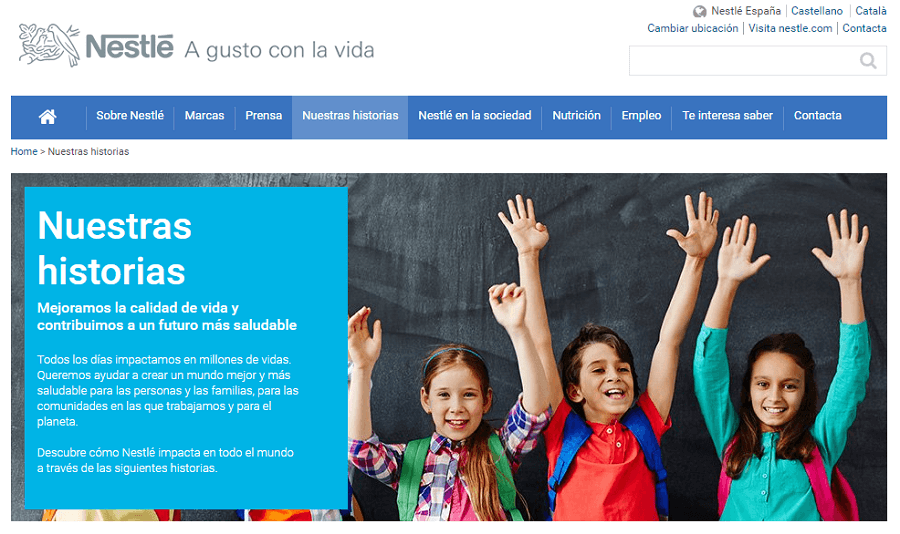 Nestlé España | Castellano | Català
Cambiar ubicación | Visita nestle.com | Contacta
Nestlé A gusto con la vida
Sobre Nestlé Marcas Prensa Nuestras historias Nestlé en la sociedad Nutrición Empleo Te interesa saber Contacta
Home > Nuestras historias
Nuestras
historias
Mejoramos la calidad de vida y
contribuimos a un futuro más saludable
Todos los días impactamos en millones de vidas.
Queremos ayudar a crear un mundo mejor y más
saludable para las personas y las familias, para las
comunidades en las que trabajamos y para el
planeta.
Descubre cómo Nestlé impacta en todo el mundo
a través de las siguientes historias.